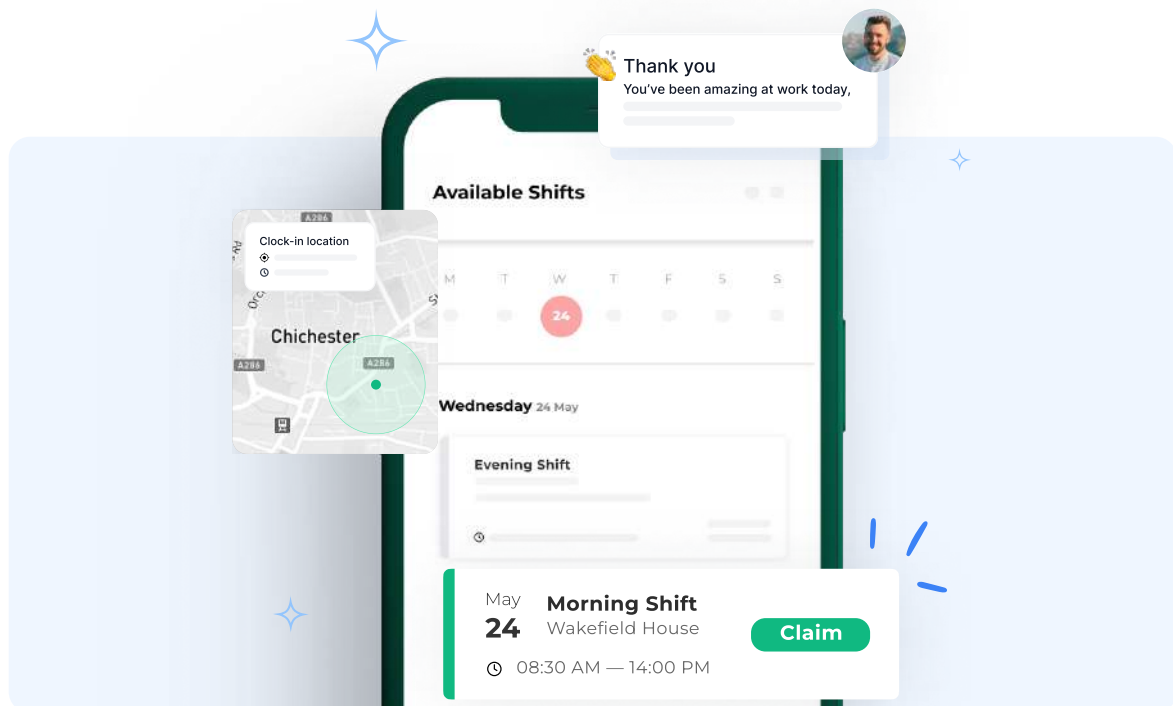 Thank you
You’ve been amazing at work today,
Available Shifts
A286
Clock-in location
M T W T F S S
24
Chichester
A286
A286
Wednesday 24 May
Evening Shift
May
24
Morning Shift
Wakefield House
Claim
08:30 AM — 14:00 PM